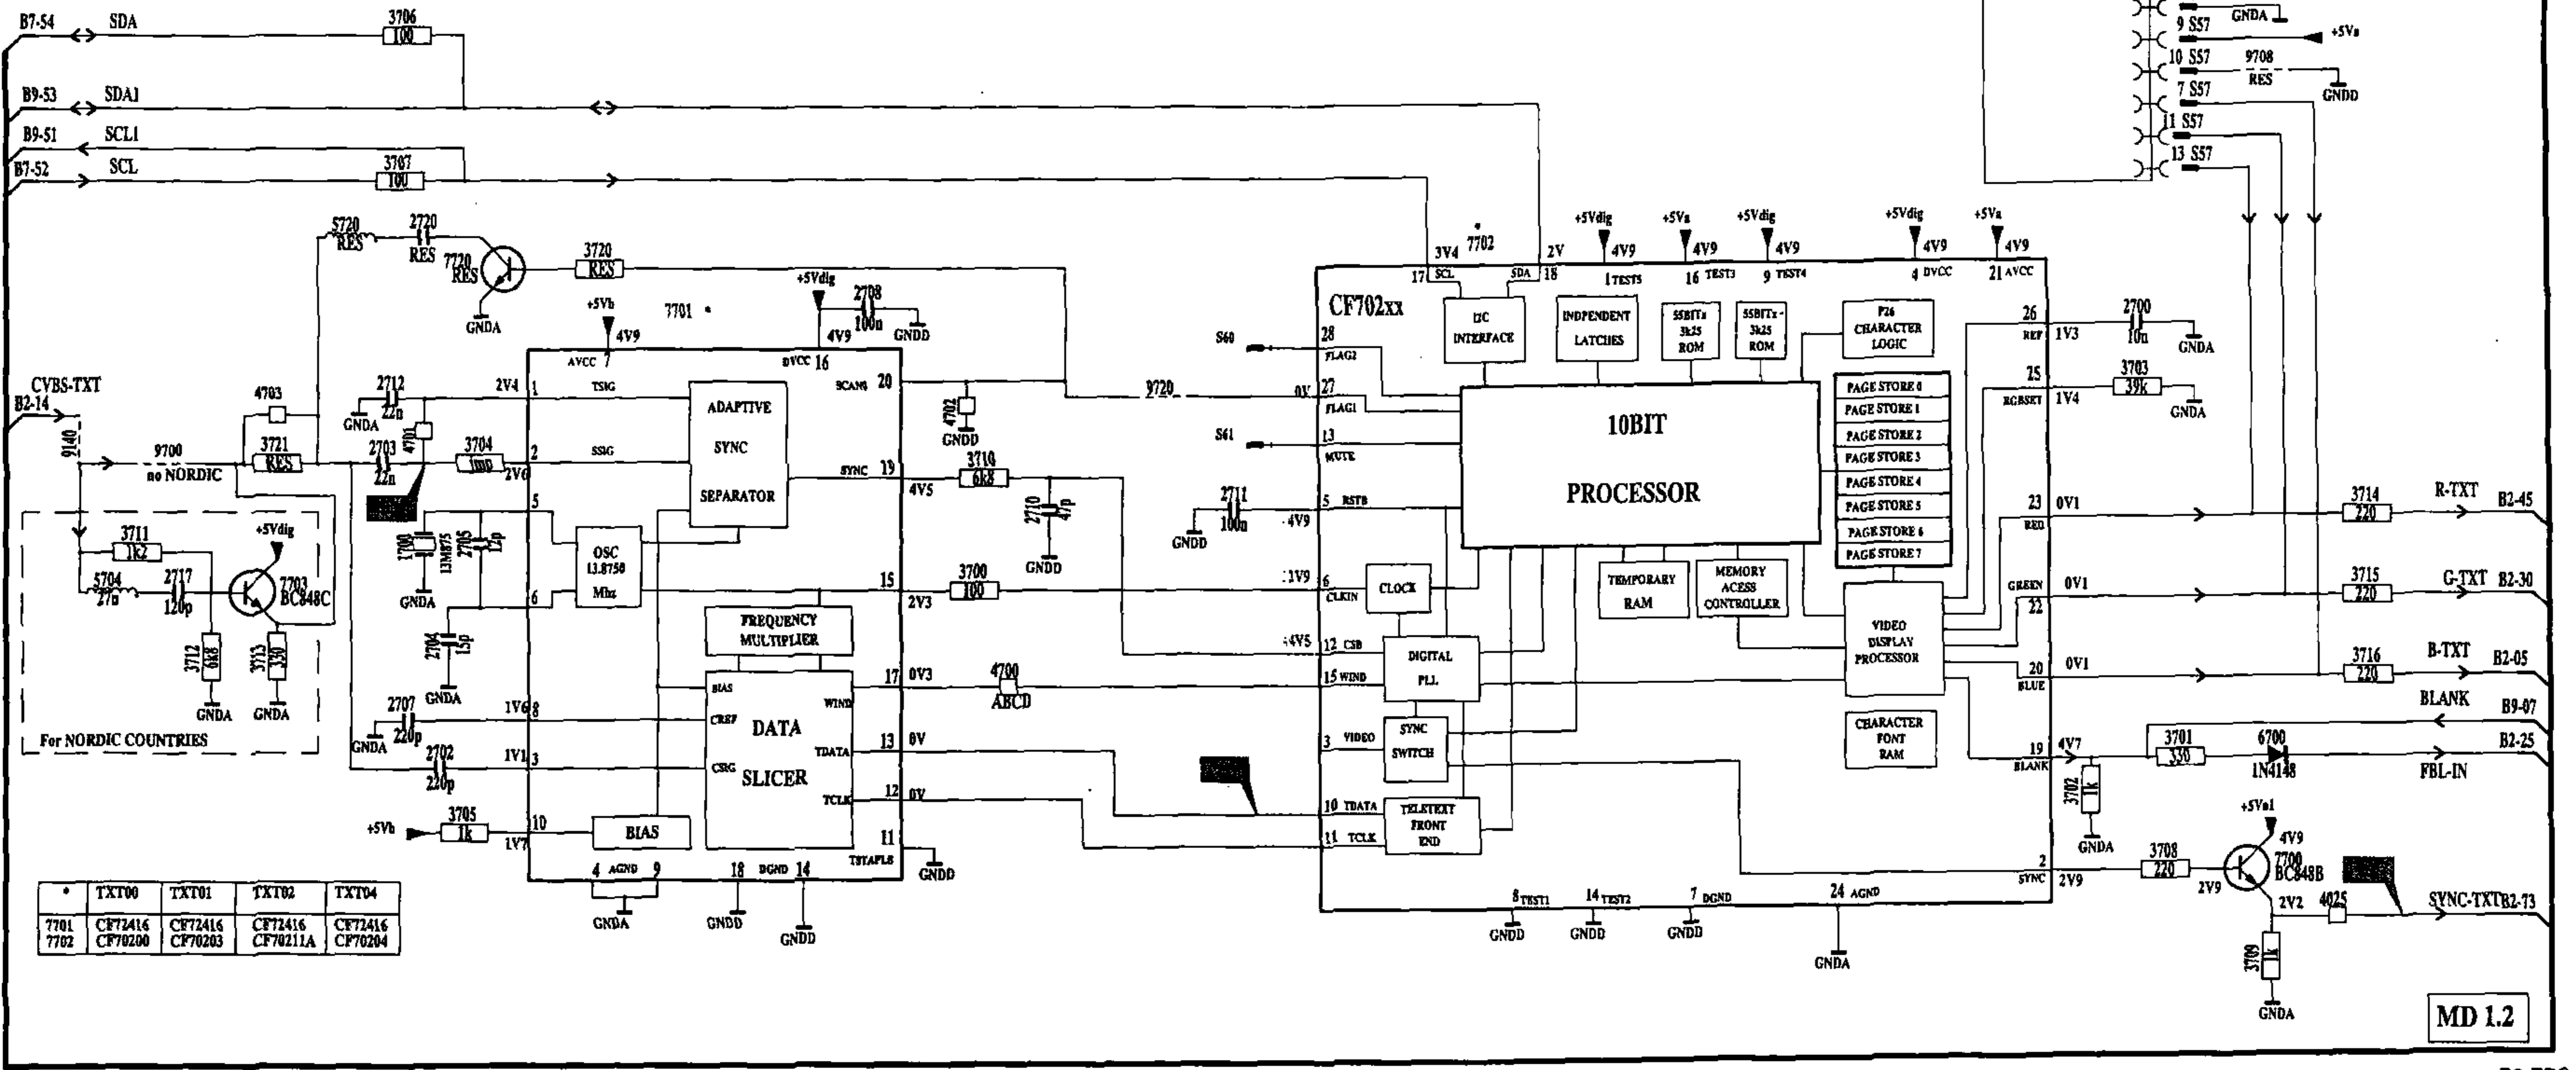 B7-54 SDA 3706 100
B9-53 SDA1
B9-51 SCL1
B7-52 SCL 3707 100
GNDA
9 S57 +5Va
10 S57 9708 RES GNDD
7 S57
11 S57
13 S57
5720 RES
2720 RES
7720 RES
GNDA
3720 RES
+5Vb 4V9
7701 *
+5Vdig 4V9
2708 100n GNDD
AVCC 7
DVCC 16
CVBS-TXT
B2-14
9140
9700
no NORDIC
4703
3721 RES
2712 22n GNDA
4701
2703 22n
3704 1mp
2V4 1 TSIG
2V6 2 SSIG
ADAPTIVE
SYNC
SEPARATOR
SCANS 20
4702 GNDD
9720
SYNC 19 4V5
3710 6k8
2710 47p GNDD
5
6
1700 13M875
GNDA
2705 12p
2704 15p
GNDA
OSC
13.8750
Mhz
15 2V3
3700 100
FREQUENCY
MULTIPLIER
+5Vdig
3711 1k2
5704 27u
2717 120p
7703
BC848C
3712 6k8
3713 330
GNDA GNDA
For NORDIC COUNTRIES
2707 220p GNDA
2702 220p
1V6 8 CREF
1V1 3 CSIG
BIAS
DATA
SLICER
WIND 17 0V3
4700
ABCD
TDATA 13 0V
TCLK 12 0V
+5Vb 3705 1k
10 1V7
BIAS
11 TSTAPLS
GNDD
4 AGND 9
GNDA
18 DGND 14
GNDD
GNDD
* TXT00 TXT01 TXT02 TXT04
7701 CF72416 CF72416 CF72416 CF72416
7702 CF70200 CF70203 CF70211A CF70204
3V4 17 SCL
* 7702
2V SDA 18
+5Vdig 4V9 1 TEST5
+5Va 4V9 16 TEST3
+5Vdig 4V9 9 TEST4
+5Vdig 4V9 4 DVCC
+5Va 4V9 21 AVCC
CF702xx
I2C
INTERFACE
INDPENDENT
LATCHES
55BITx
3k25
ROM
55BITx
3k25
ROM
P26
CHARACTER
LOGIC
S60 28 FLAG2
0V 27 FLAG1
S61 13 MUTE
10BIT
PROCESSOR
PAGE STORE 0
PAGE STORE 1
PAGE STORE 2
PAGE STORE 3
PAGE STORE 4
PAGE STORE 5
PAGE STORE 6
PAGE STORE 7
26 REF 1V3
2700 10n GNDA
25 RGBSET 1V4
3703 39k GNDA
2711 100n GNDD
5 RSTB 4V9
6 CLKIN 1V9
CLOCK
TEMPORARY
RAM
MEMORY
ACESS
CONTROLLER
VIDEO
DISPLAY
PROCESSOR
12 CSB 4V5
15 WIND
DIGITAL
PLL
3 VIDEO
SYNC
SWITCH
10 TDATA
11 TCLK
TELETEXT
FRONT
END
CHARACTER
FONT
RAM
23 RED 0V1 3714 220 R-TXT B2-45
GREEN 22 0V1 3715 220 G-TXT B2-30
20 BLUE 0V1 3716 220 B-TXT B2-05
BLANK B9-07
19 BLANK 4V7 3701 330 6700 1N4148 FBL-IN B2-25
3702 1k GNDA
2 SYNC 2V9
3708 220 2V9
+5Va1 4V9
7700
BC848B
2V2 4025 SYNC-TXT B2-73
3709 1k
GNDA
8 TEST1 GNDD
14 TEST2 GNDD
7 DGND GNDD
24 AGND GNDA
MD 1.2